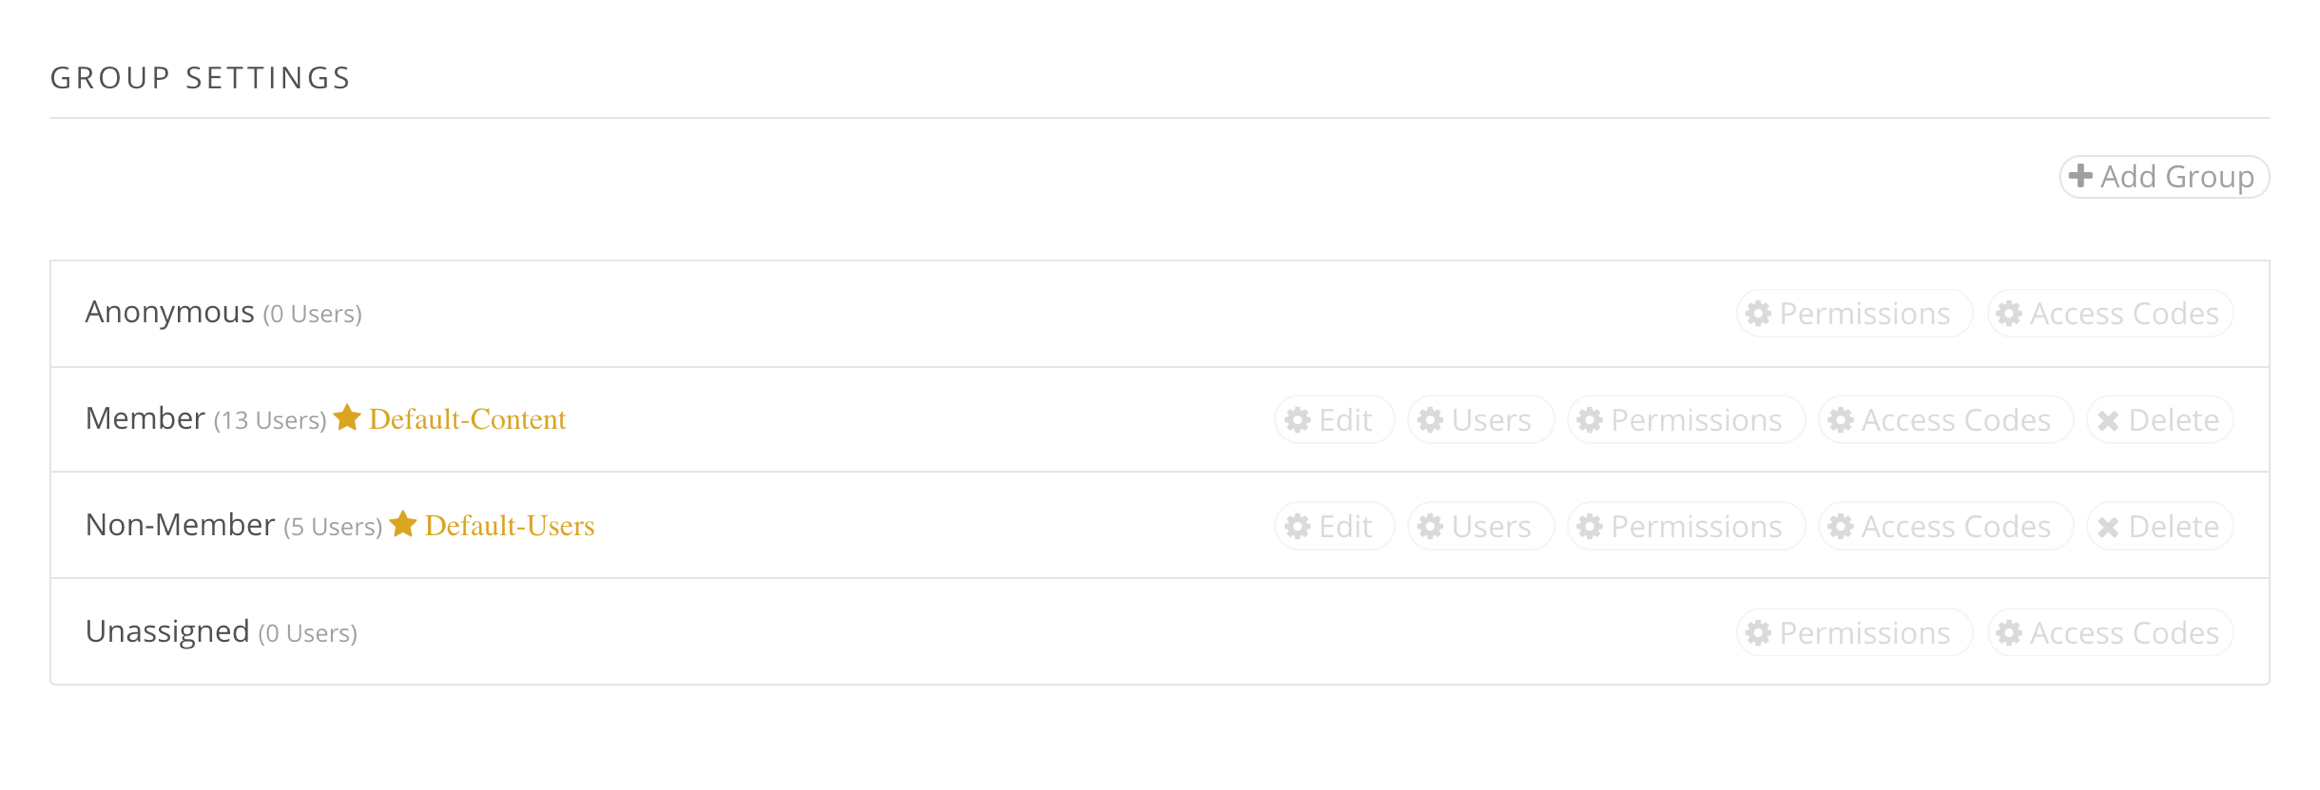 GROUP SETTINGS
Add Group
Anonymous (0 Users) Permissions Access Codes
Member (13 Users) Default-Content Edit Users Permissions Access Codes Delete
Non-Member (5 Users) Default-Users Edit Users Permissions Access Codes Delete
Unassigned (0 Users) Permissions Access Codes